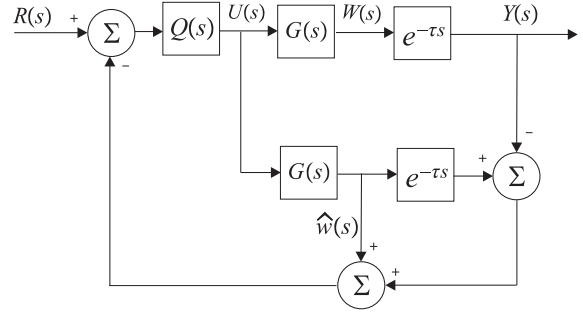 R(s) + Σ − Q(s) U(s) G(s) W(s) e^{−τs} Y(s)
−
G(s) e^{−τs} + Σ
ŵ(s)
+
Σ +